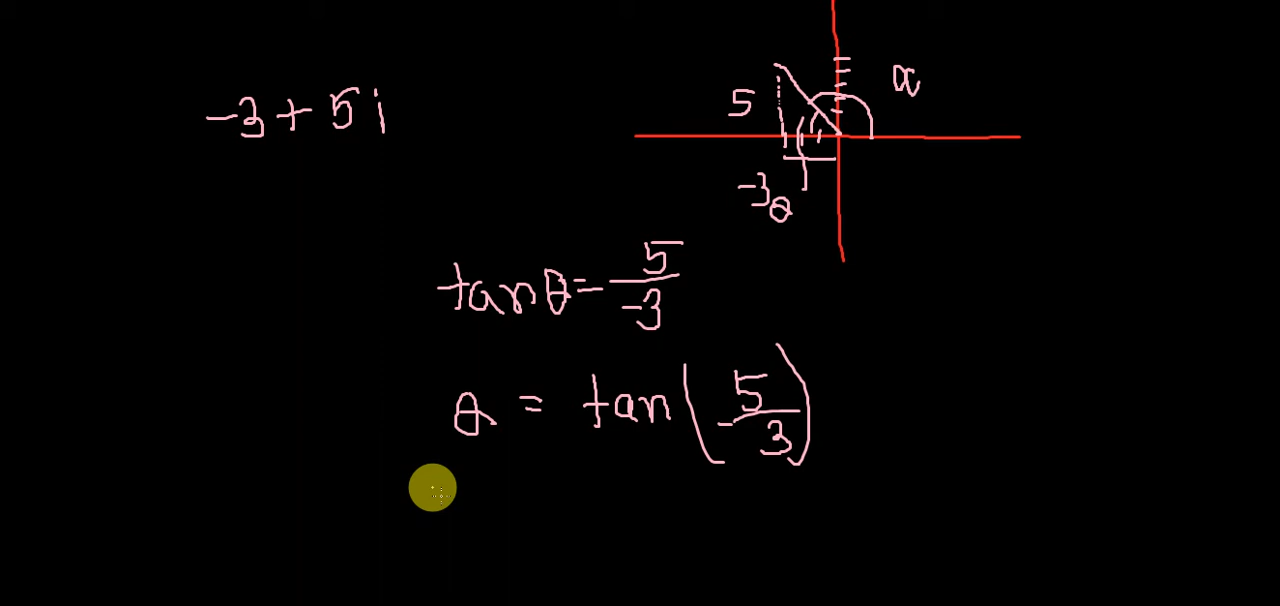 -3 + 5i
5
x
-3
θ
tanθ = 5/-3
θ = tan(-5/3)